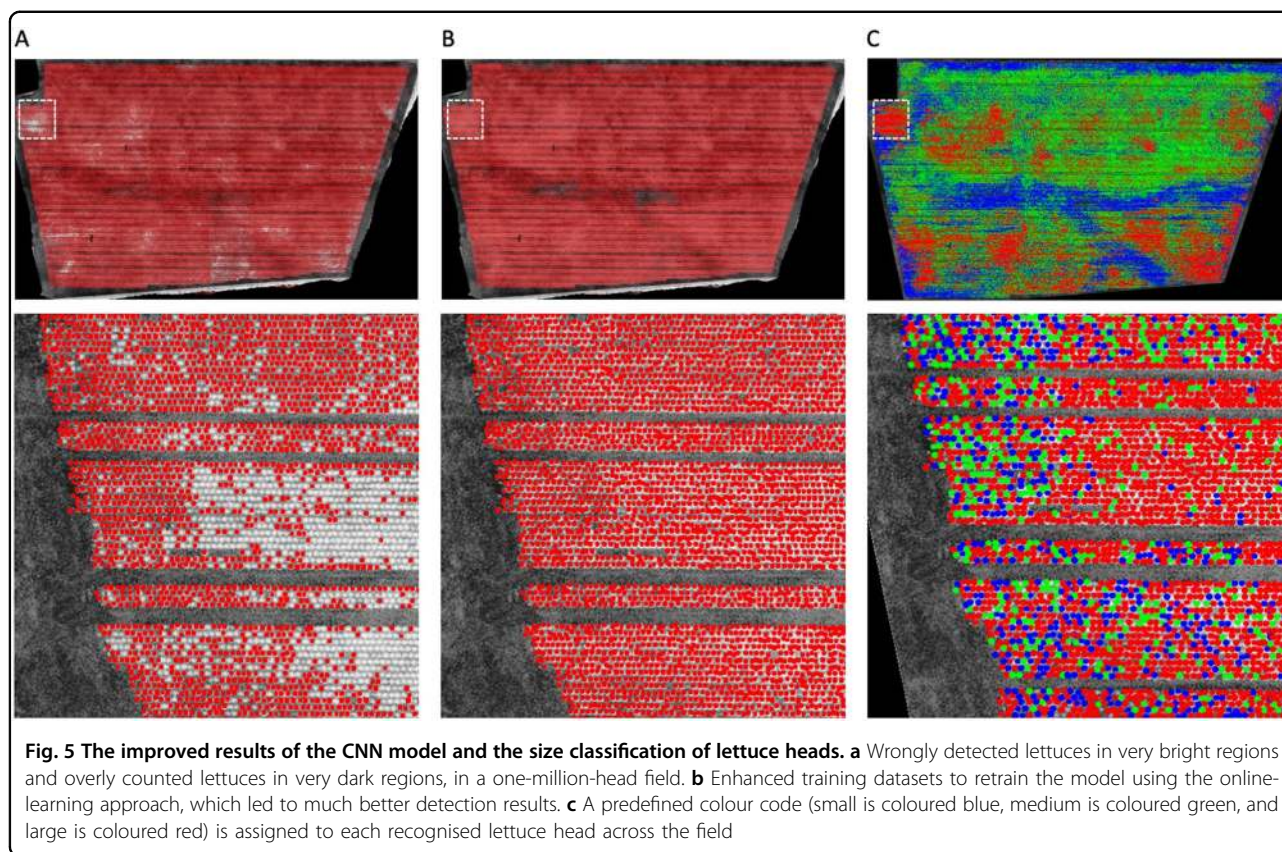 A
B
C
Fig. 5 The improved results of the CNN model and the size classification of lettuce heads. a Wrongly detected lettuces in very bright regions
and overly counted lettuces in very dark regions, in a one-million-head field. b Enhanced training datasets to retrain the model using the online-
learning approach, which led to much better detection results. c A predefined colour code (small is coloured blue, medium is coloured green, and
large is coloured red) is assigned to each recognised lettuce head across the field